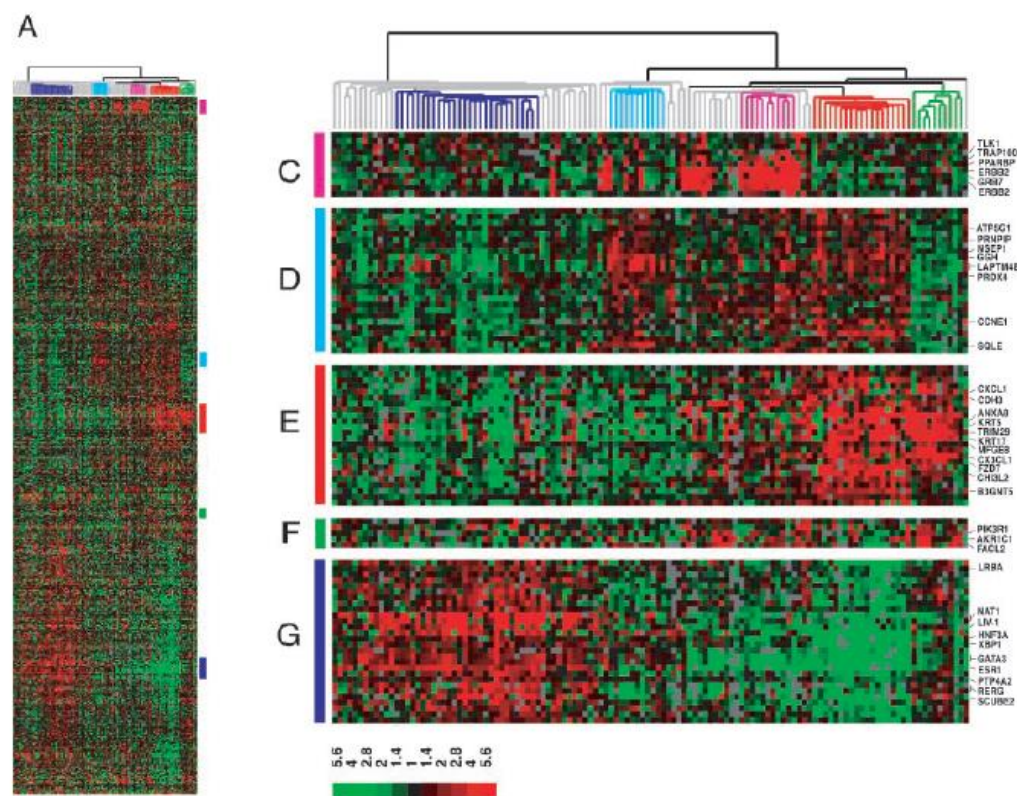 A
C
TLK1
TRAP100
PPARBP
ERBB2
GRB7
ERBB2
D
ATP5G1
PRNPIP
NSEP1
GGH
LAPTM4B
PRDX4
CCNE1
SQLE
E
CXCL1
CDH3
ANXA8
KRT5
TRIM29
KRT17
MFGE8
CX3CL1
FZD7
CHI3L2
B3GNT5
F
PIK3R1
AKR1C1
FACL2
G
LRBA
NAT1
LIV-1
HNF3A
XBP1
GATA3
ESR1
PTP4A2
RERG
SCUBE2
5.6 4 2.8 2 1.4 1 1.4 2 2.8 4 5.6